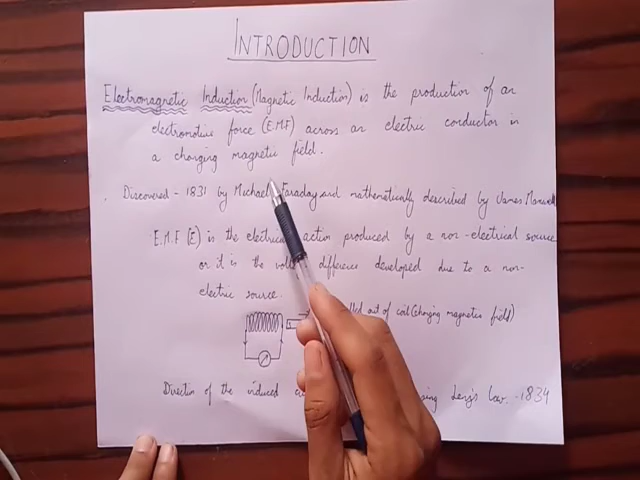 INTRODUCTION
Electromagnetic Induction (Magnetic Induction) is the production of an
electromotive force (E.M.F) across an electric conductor in
a changing magnetic field.
Discovered - 1831 by Michael Faraday and mathematically described by James
E.M.F (E) is the electrical action produced by a non-electrical source
or it is the difference developed due to a non-
electric source.
out of coil (changing magnetic field)
Direction of the induced Lenz's law. - 1834